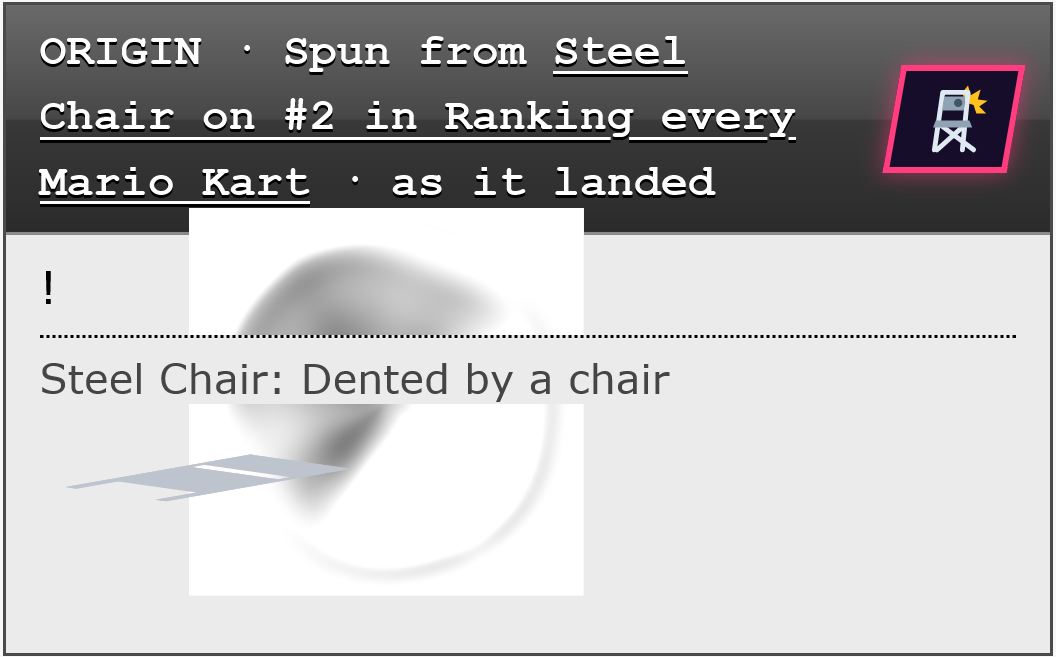 ORIGIN · Spun from Steel
Chair on #2 in Ranking every
Mario Kart · as it landed
!
Steel Chair: Dented by a chair